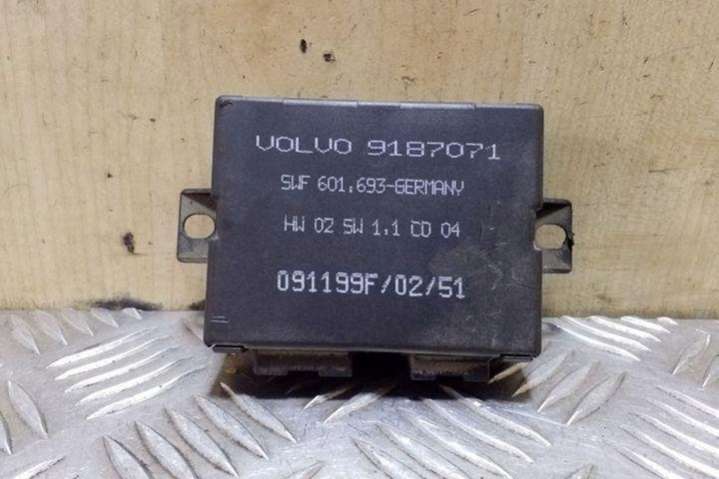 VOLVO 9187071
SWF 601.693-GERMANY
HW 02 SW 1.1 CD 04
091199F/02/51